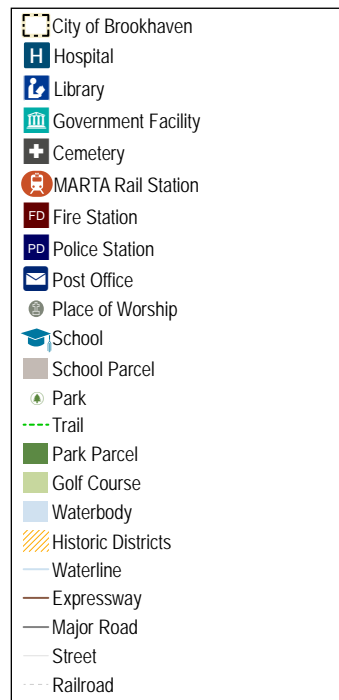 City of Brookhaven
H Hospital
Library
Government Facility
Cemetery
MARTA Rail Station
FD Fire Station
PD Police Station
Post Office
Place of Worship
School
School Parcel
Park
Trail
Park Parcel
Golf Course
Waterbody
Historic Districts
Waterline
Expressway
Major Road
Street
Railroad